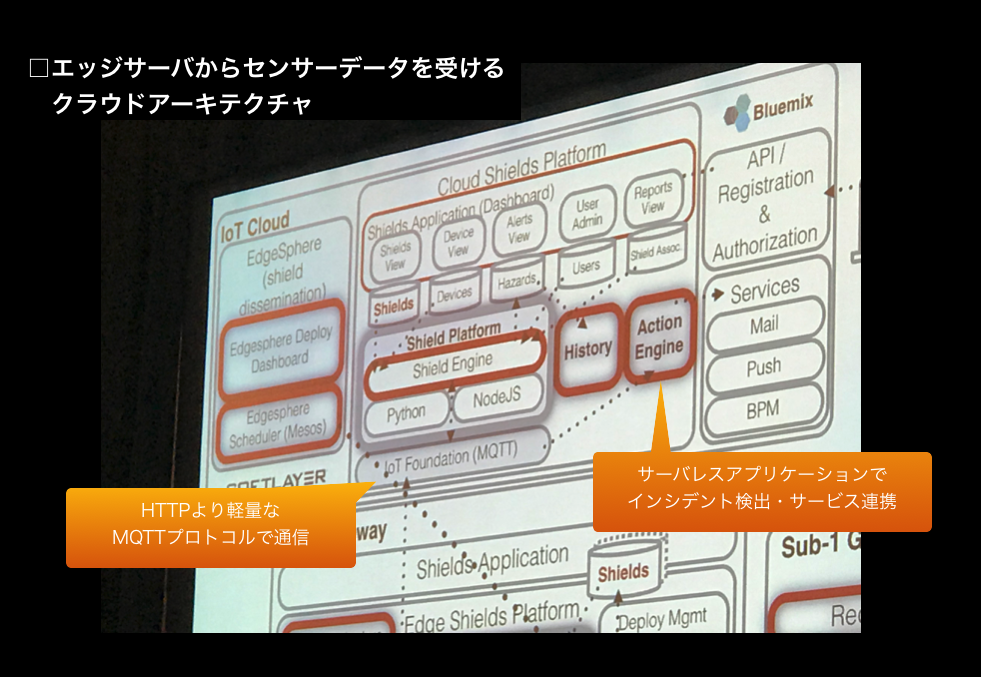 □エッジサーバからセンサーデータを受ける
クラウドアーキテクチャ
Bluemix
Cloud Shields Platform
API /
Registration
&
Authorization
IoT Cloud
Shields Application (Dashboard)
Shields
View
Device
View
Alerts
View
User
Admin
Reports
View
EdgeSphere
(shield
dissemination)
Shields
Devices
Hazards
Users
Shield Assoc.
Services
Mail
Push
BPM
Edgesphere Deploy
Dashboard
Shield Platform
Shield Engine
Python
NodeJS
History
Action
Engine
Edgesphere
Scheduler (Mesos)
IoT Foundation (MQTT)
サーバレスアプリケーションで
インシデント検出・サービス連携
HTTPより軽量な
MQTTプロトコルで通信
way
Shields Application
Shields
Sub-1 G
Edge Shields Platform
Deploy Mgmt
Rec